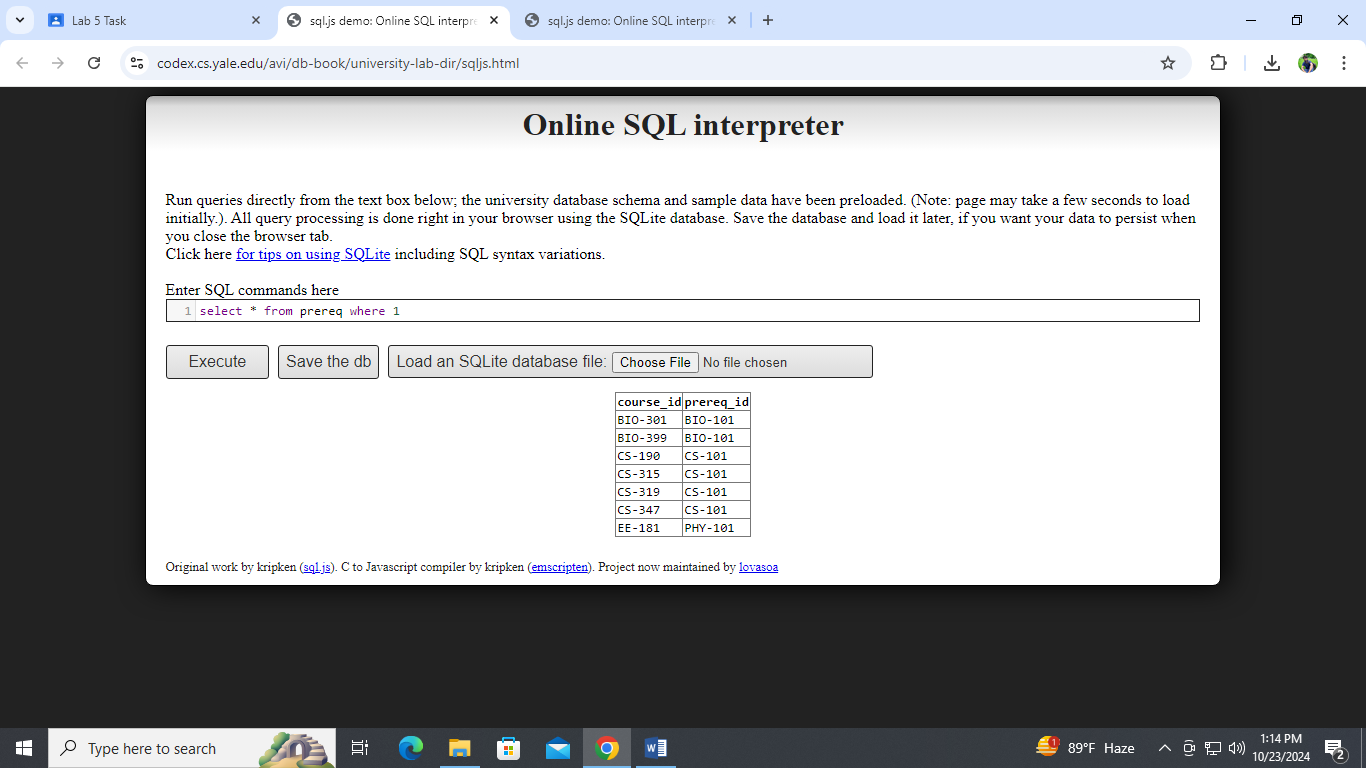 Lab 5 Task
sql.js demo: Online SQL interpre
sql.js demo: Online SQL interpre
codex.cs.yale.edu/avi/db-book/university-lab-dir/sqljs.html
Online SQL interpreter
Run queries directly from the text box below; the university database schema and sample data have been preloaded. (Note: page may take a few seconds to load
initially.). All query processing is done right in your browser using the SQLite database. Save the database and load it later, if you want your data to persist when
you close the browser tab.
Click here for tips on using SQLite including SQL syntax variations.
Enter SQL commands here
1 select * from prereq where 1
Execute Save the db Load an SQLite database file: Choose File No file chosen
course_id prereq_id
BIO-301 BIO-101
BIO-399 BIO-101
CS-190 CS-101
CS-315 CS-101
CS-319 CS-101
CS-347 CS-101
EE-181 PHY-101
Original work by kripken (sql.js). C to Javascript compiler by kripken (emscripten). Project now maintained by lovasoa
Type here to search
1
W
89°F Haze
1:14 PM
10/23/2024
2